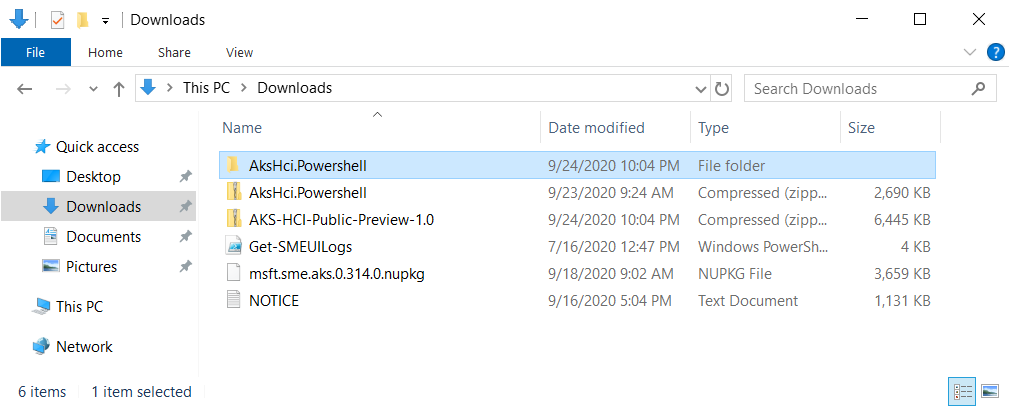 Downloads
File Home Share View
This PC Downloads
Search Downloads
Name Date modified Type Size
Quick access
Desktop
Downloads
Documents
Pictures
This PC
Network
AksHci.Powershell 9/24/2020 10:04 PM File folder
AksHci.Powershell 9/23/2020 9:24 AM Compressed (zipp... 2,690 KB
AKS-HCI-Public-Preview-1.0 9/24/2020 10:04 PM Compressed (zipp... 6,445 KB
Get-SMEUILogs 7/16/2020 12:47 PM Windows PowerSh... 4 KB
msft.sme.aks.0.314.0.nupkg 9/18/2020 9:02 AM NUPKG File 3,659 KB
NOTICE 9/16/2020 5:04 PM Text Document 1,131 KB
6 items 1 item selected